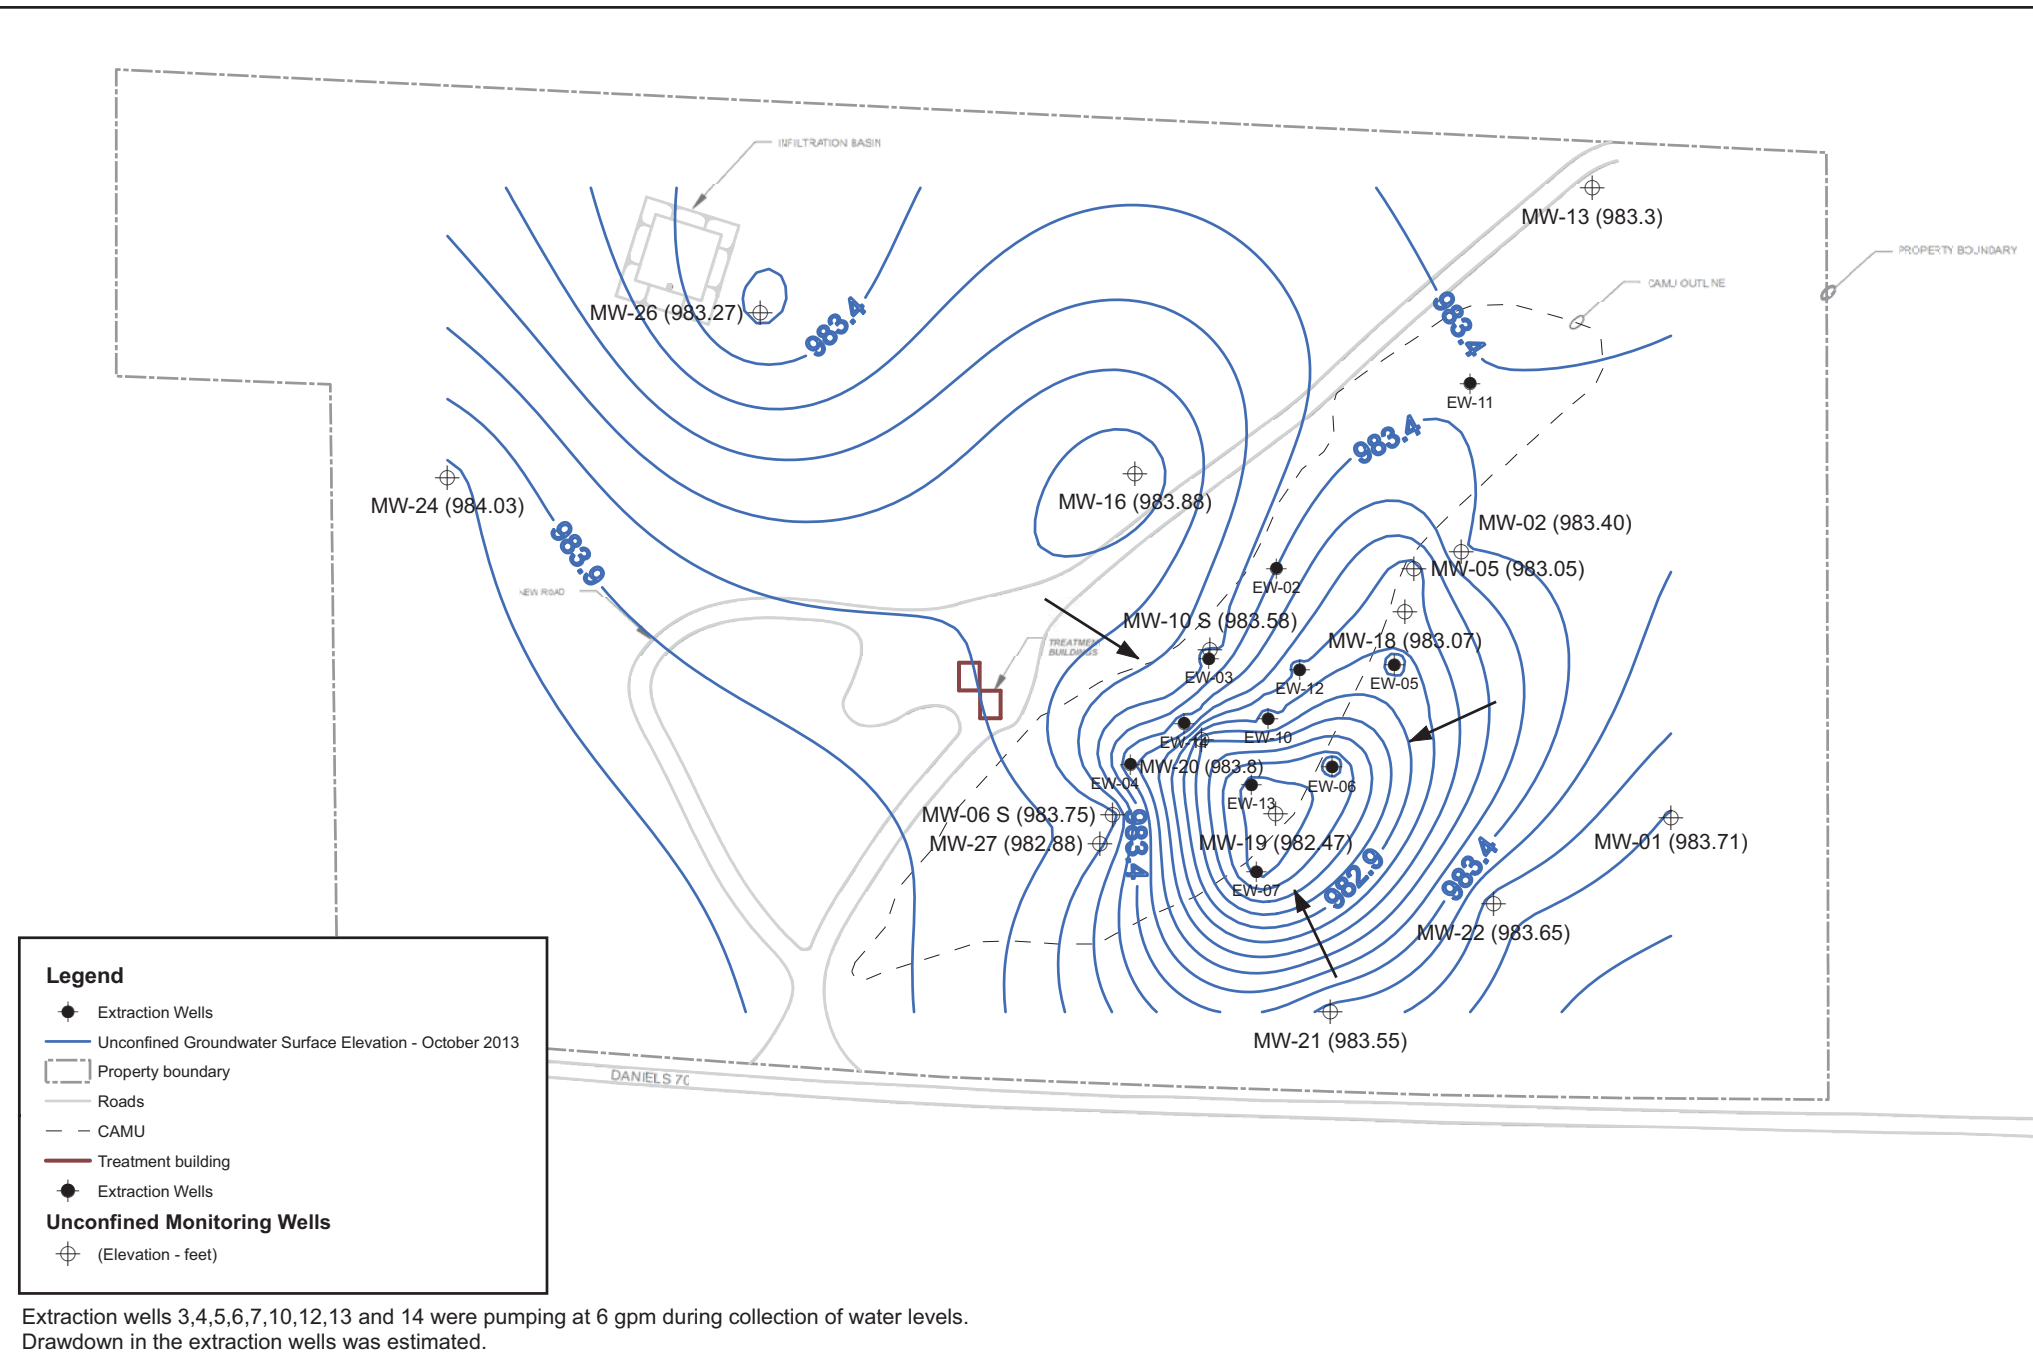 INFILTRATION BASIN
MW-13 (983.3)
PROPERTY BOUNDARY
CAMU OUTLINE
MW-26 (983.27)
983.4
983.4
EW-11
983.4
MW-24 (984.03)
MW-16 (983.88)
MW-02 (983.40)
983.9
MW-05 (983.05)
EW-02
NEW ROAD
MW-10 S (983.58)
MW-18 (983.07)
TREATMENT
BUILDINGS
EW-03
EW-12
EW-05
EW-14
EW-10
MW-20 (983.8)
EW-04
EW-06
EW-13
MW-06 S (983.75)
983.4
MW-27 (982.88)
MW-19 (982.47)
MW-01 (983.71)
982.9
983.4
EW-07
MW-22 (983.65)
MW-21 (983.55)
DANIELS 70
Legend
Extraction Wells
Unconfined Groundwater Surface Elevation - October 2013
Property boundary
Roads
CAMU
Treatment building
Extraction Wells
Unconfined Monitoring Wells
(Elevation - feet)
Extraction wells 3,4,5,6,7,10,12,13 and 14 were pumping at 6 gpm during collection of water levels.
Drawdown in the extraction wells was estimated.